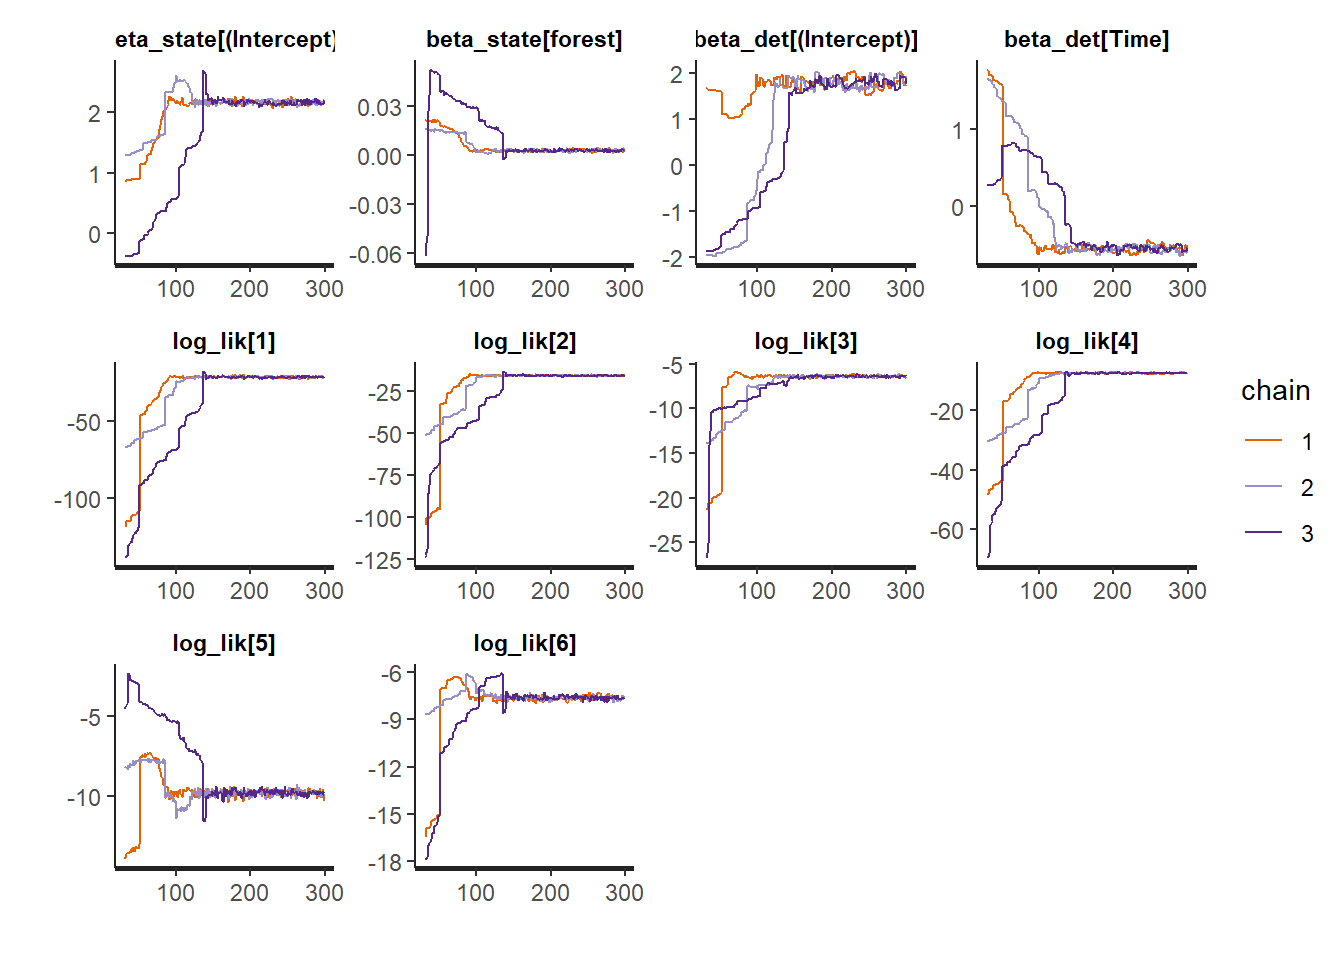 eta_state[(Intercept) beta_state[forest] beta_det[(Intercept)] beta_det[Time]
2 1 0
0.03 0.00 -0.03 -0.06
2 1 0 -1 -2
1 0
100 200 300 100 200 300 100 200 300 100 200 300
log_lik[1] log_lik[2] log_lik[3] log_lik[4]
-50 -100
-25 -50 -75 -100 -125
-5 -10 -15 -20 -25
-20 -40 -60
100 200 300 100 200 300 100 200 300 100 200 300
chain
1
2
3
log_lik[5] log_lik[6]
-5 -10
-6 -9 -12 -15 -18
100 200 300 100 200 300